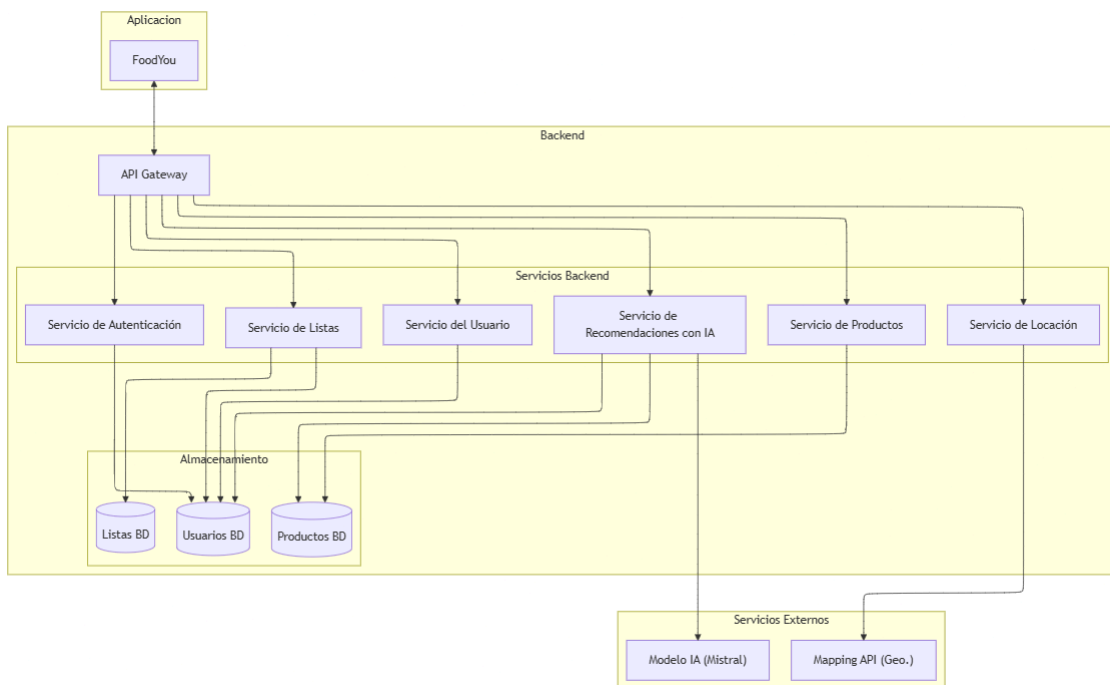 Aplicacion
FoodYou
Backend
API Gateway
Servicios Backend
Servicio de Autenticación
Servicio de Listas
Servicio del Usuario
Servicio de
Recomendaciones con IA
Servicio de Productos
Servicio de Locación
Almacenamiento
Listas BD
Usuarios BD
Productos BD
Servicios Externos
Modelo IA (Mistral)
Mapping API (Geo.)